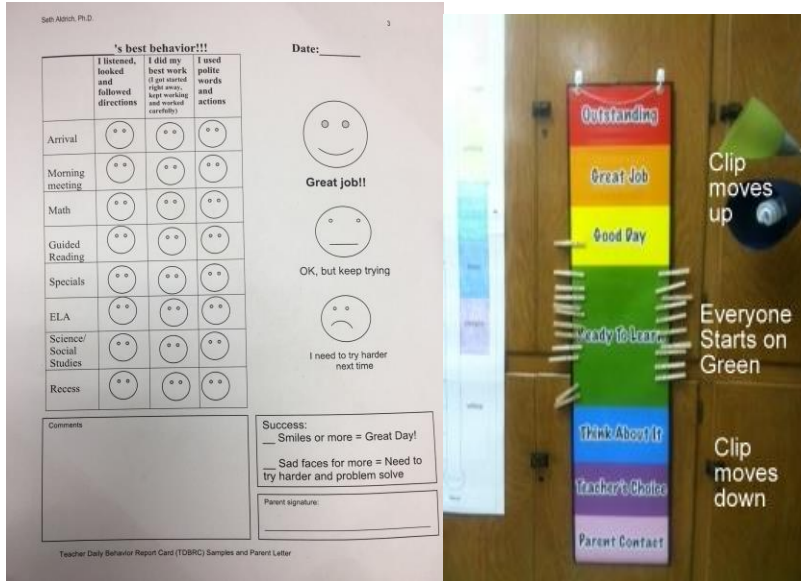 Seth Aldrich, Ph.D.
3
________'s best behavior!!!
Date:______
I listened,
looked
and
followed
directions
I did my
best work
(I got started
right away,
kept working
and worked
carefully)
I used
polite
words
and
actions
Arrival
Morning
meeting
Math
Guided
Reading
Specials
ELA
Science/
Social
Studies
Recess
Great job!!
OK, but keep trying
I need to try harder
next time
Comments
Success:
__ Smiles or more = Great Day!
__ Sad faces for more = Need to
try harder and problem solve
Parent signature:
Teacher Daily Behavior Report Card (TDBRC) Samples and Parent Letter
Outstanding
Great Job
Good Day
Ready To Learn
Think About It
Teacher's Choice
Parent Contact
Clip
moves
up
Everyone
Starts on
Green
Clip
moves
down